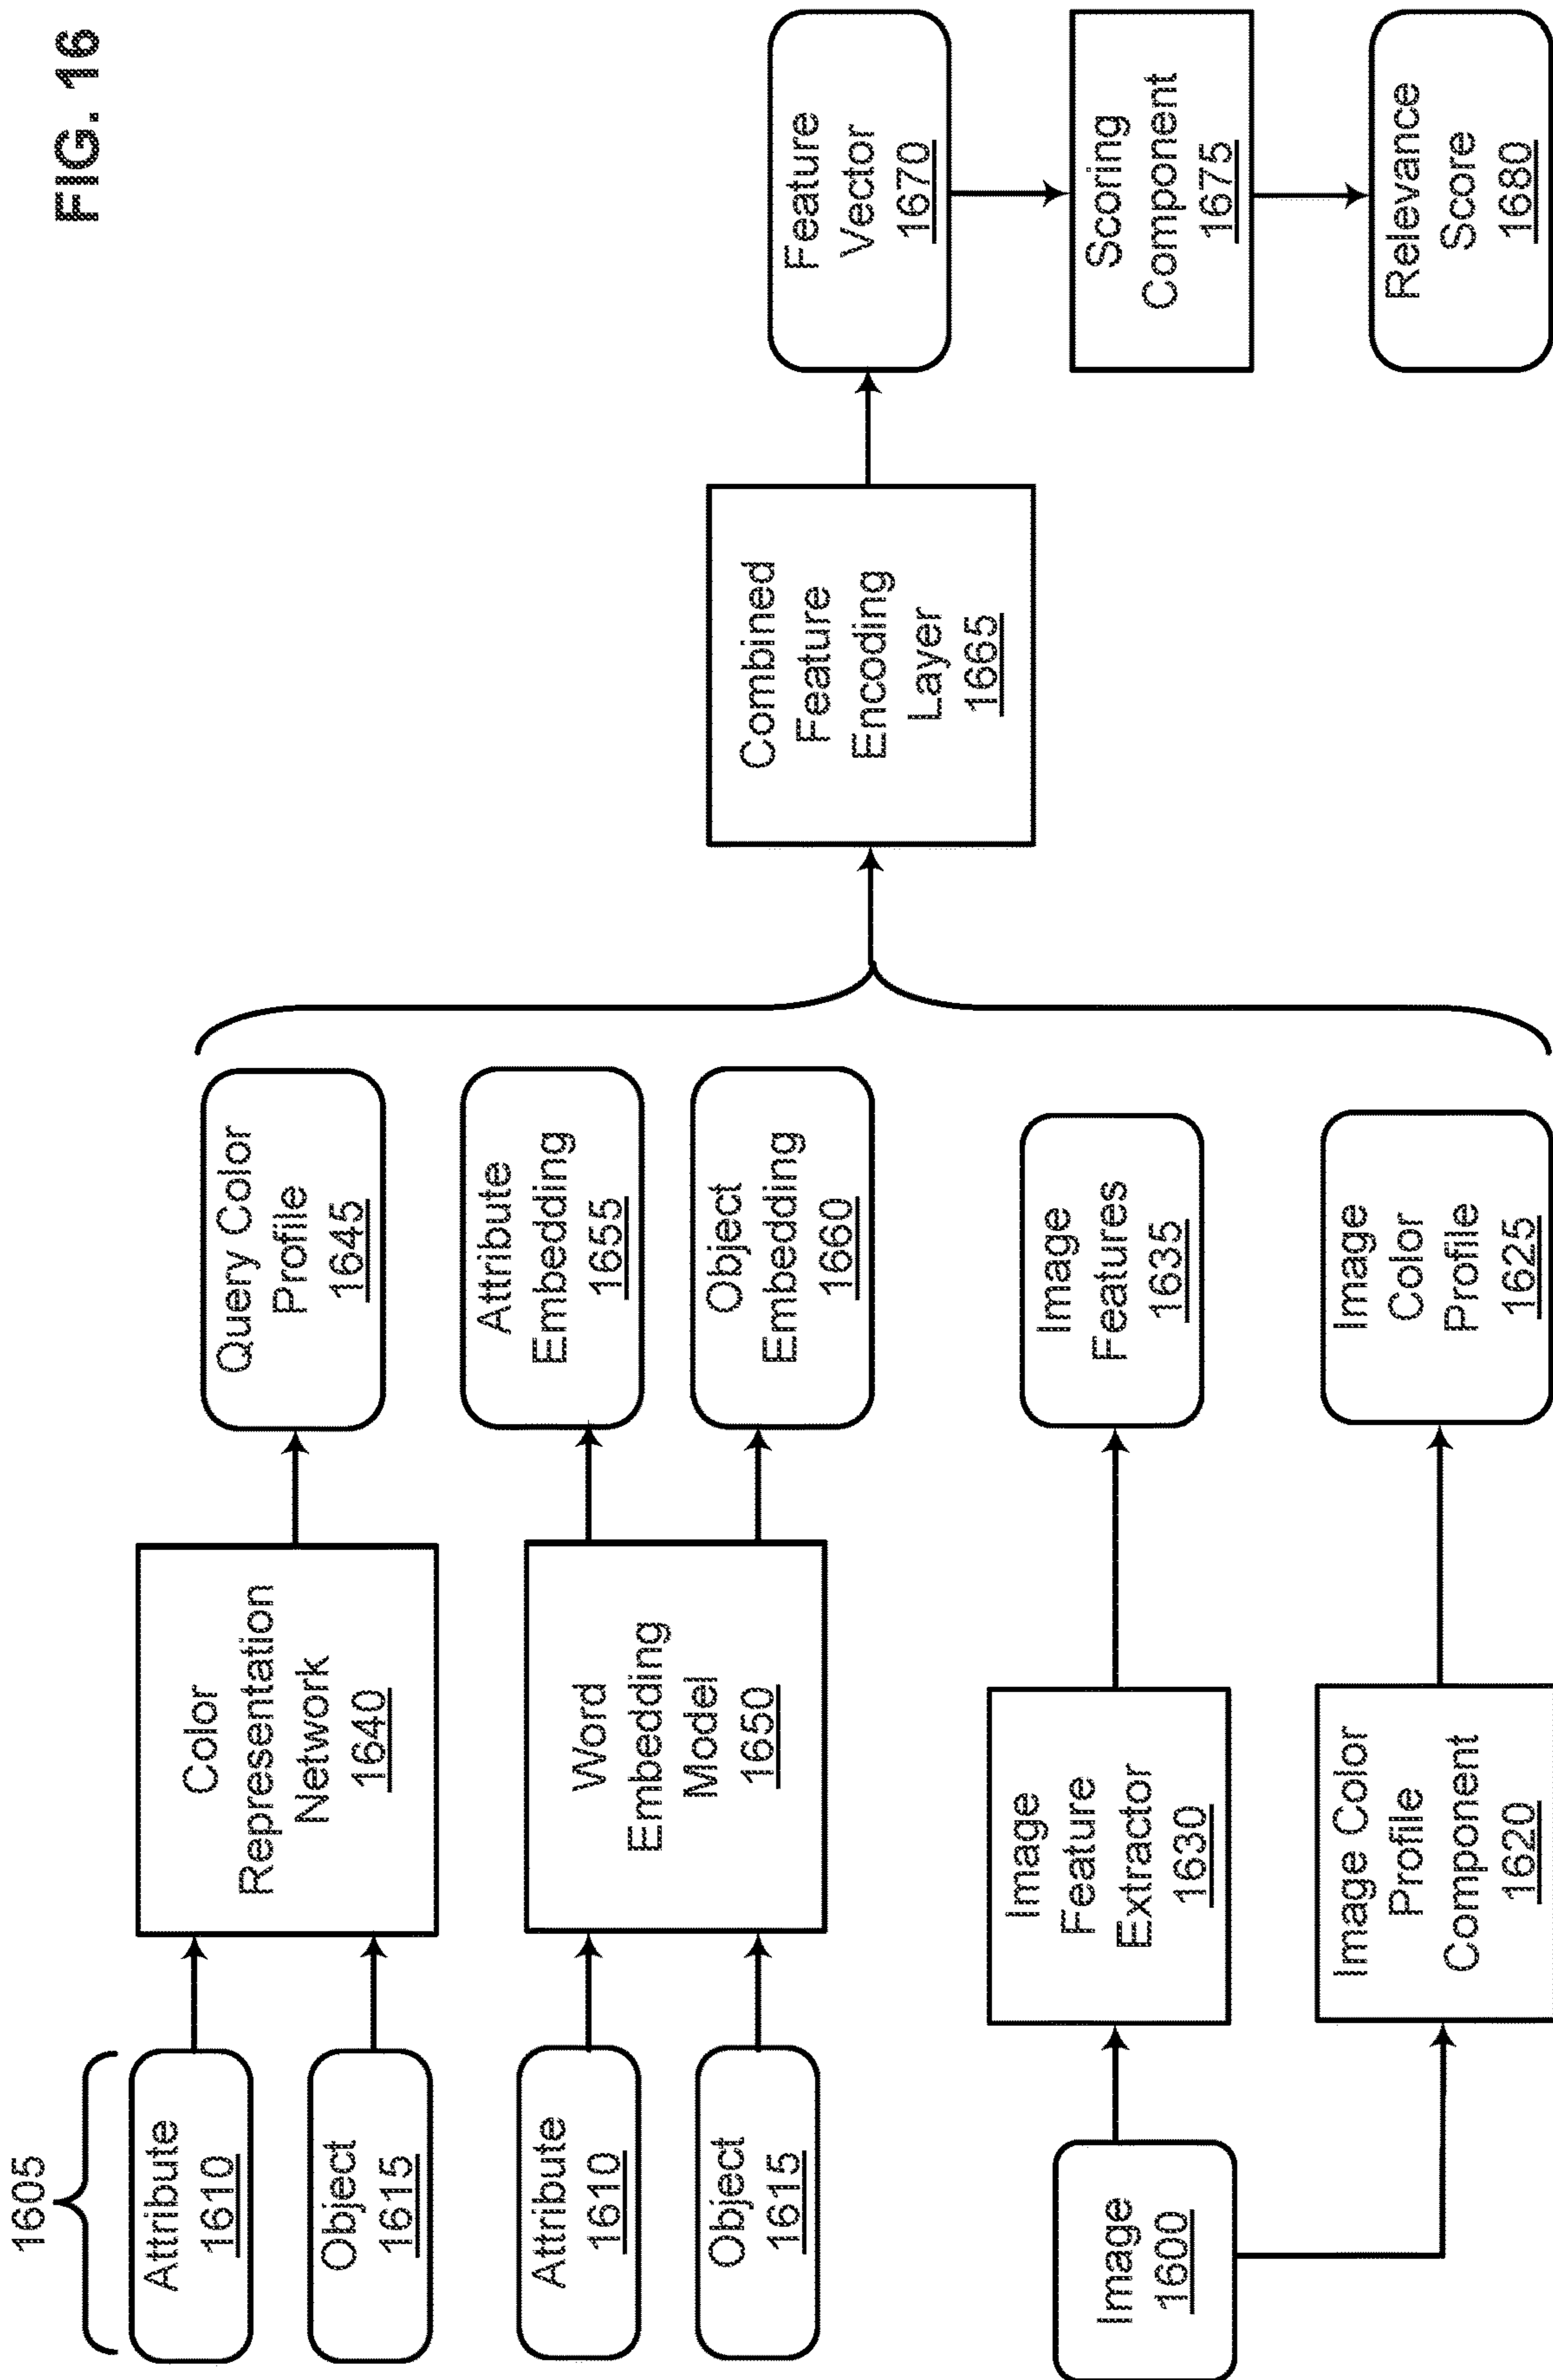 FIG. 16
1605
Attribute
1610
Object
1615
Color
Representation
Network
1640
Query Color
Profile
1645
Attribute
1610
Object
1615
Word
Embedding
Model
1650
Attribute
Embedding
1655
Object
Embedding
1660
Image
1600
Image
Feature
Extractor
1630
Image
Features
1635
Image Color
Profile
Component
1620
Image
Color
Profile
1625
Combined
Feature
Encoding
Layer
1665
Feature
Vector
1670
Scoring
Component
1675
Relevance
Score
1680